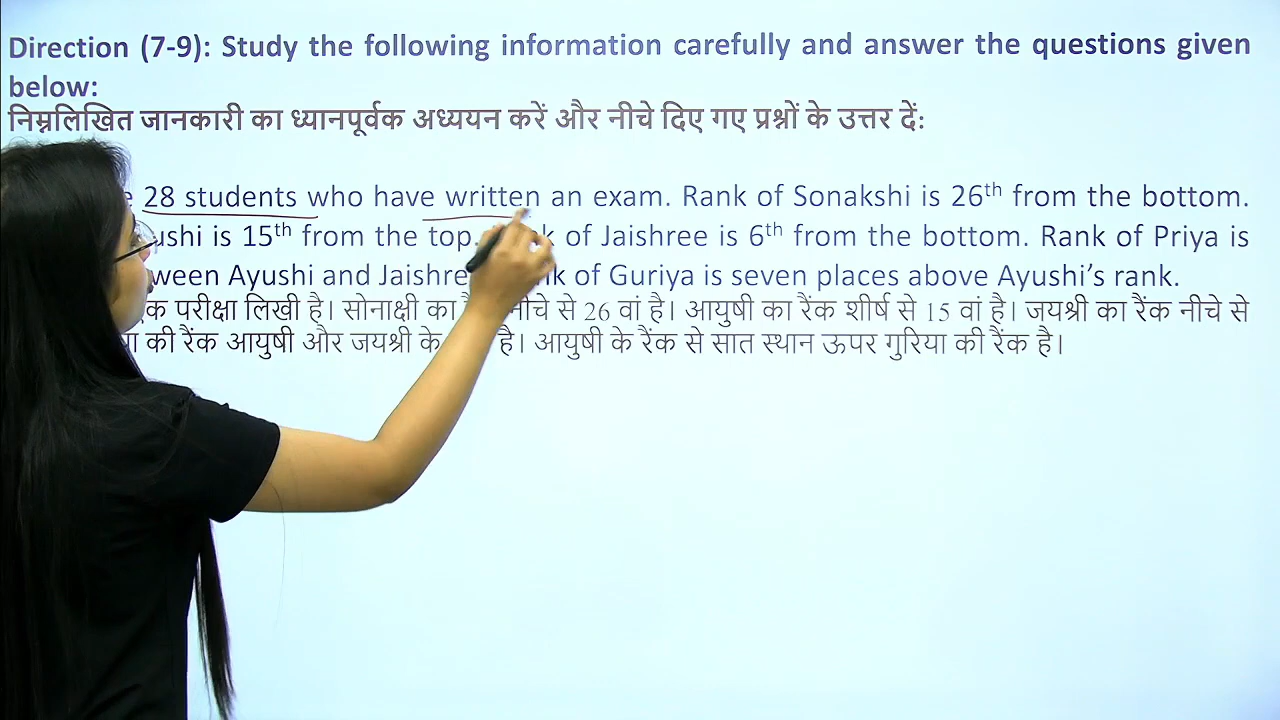 Direction (7-9): Study the following information carefully and answer the questions given
below:
निम्नलिखित जानकारी का ध्यानपूर्वक अध्ययन करें और नीचे दिए गए प्रश्नों के उत्तर दें:
28 students who have written an exam. Rank of Sonakshi is 26th from the bottom.
is 15th from the top. of Jaishree is 6th from the bottom. Rank of Priya is
Ayushi and of Guriya is seven places above Ayushi's rank.
परीक्षा लिखी है। सोनाक्षी का नीचे से 26 वां है। आयुषी का रैंक शीर्ष से 15 वां है। जयश्री का रैंक नीचे से
की रैंक आयुषी और जयश्री के है। आयुषी के रैंक से सात स्थान ऊपर गुरिया की रैंक है।